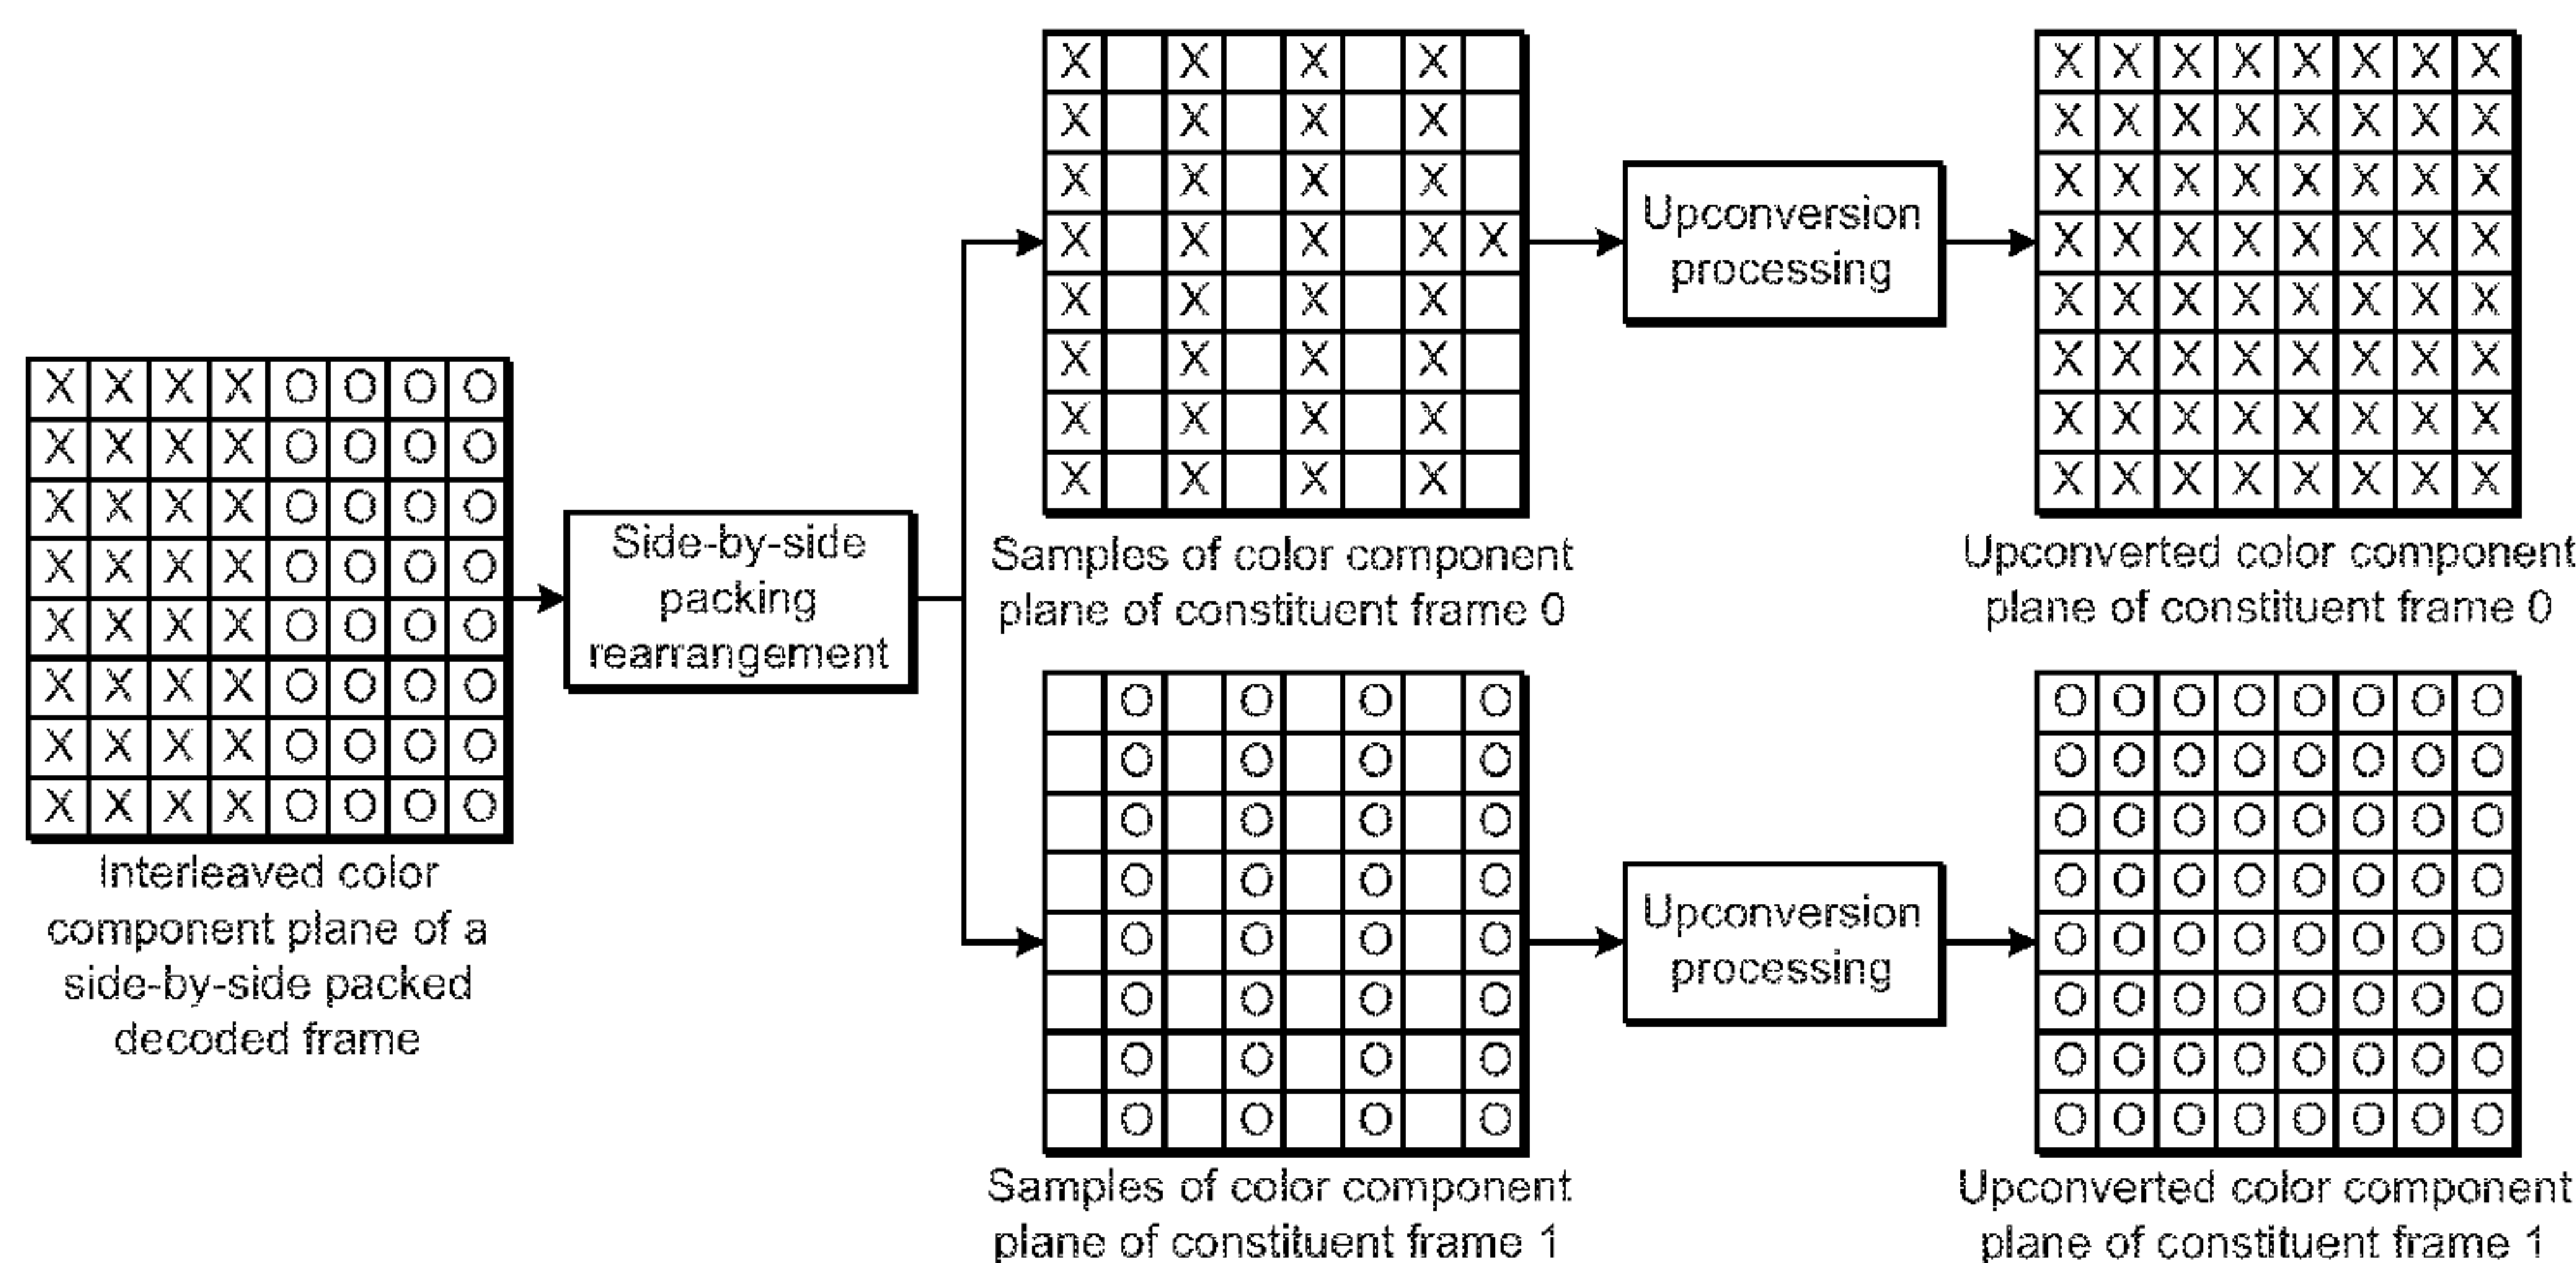 X X X X
X X X X
X X X X
X X X X X
X X X X
X X X X
X X X X
X X X X
Samples of color component
plane of constituent frame 0
Upconversion
processing
X X X X X X X X
X X X X X X X X
X X X X X X X X
X X X X X X X X
X X X X X X X X
X X X X X X X X
X X X X X X X X
X X X X X X X X
Upconverted color component
plane of constituent frame 0
X X X X O O O O
X X X X O O O O
X X X X O O O O
X X X X O O O O
X X X X O O O O
X X X X O O O O
X X X X O O O O
X X X X O O O O
Interleaved color
component plane of a
side-by-side packed
decoded frame
Side-by-side
packing
rearrangement
O O O O
O O O O
O O O O
O O O O
O O O O
O O O O
O O O O
O O O O
Samples of color component
plane of constituent frame 1
Upconversion
processing
O O O O O O O O
O O O O O O O O
O O O O O O O O
O O O O O O O O
O O O O O O O O
O O O O O O O O
O O O O O O O O
O O O O O O O O
Upconverted color component
plane of constituent frame 1